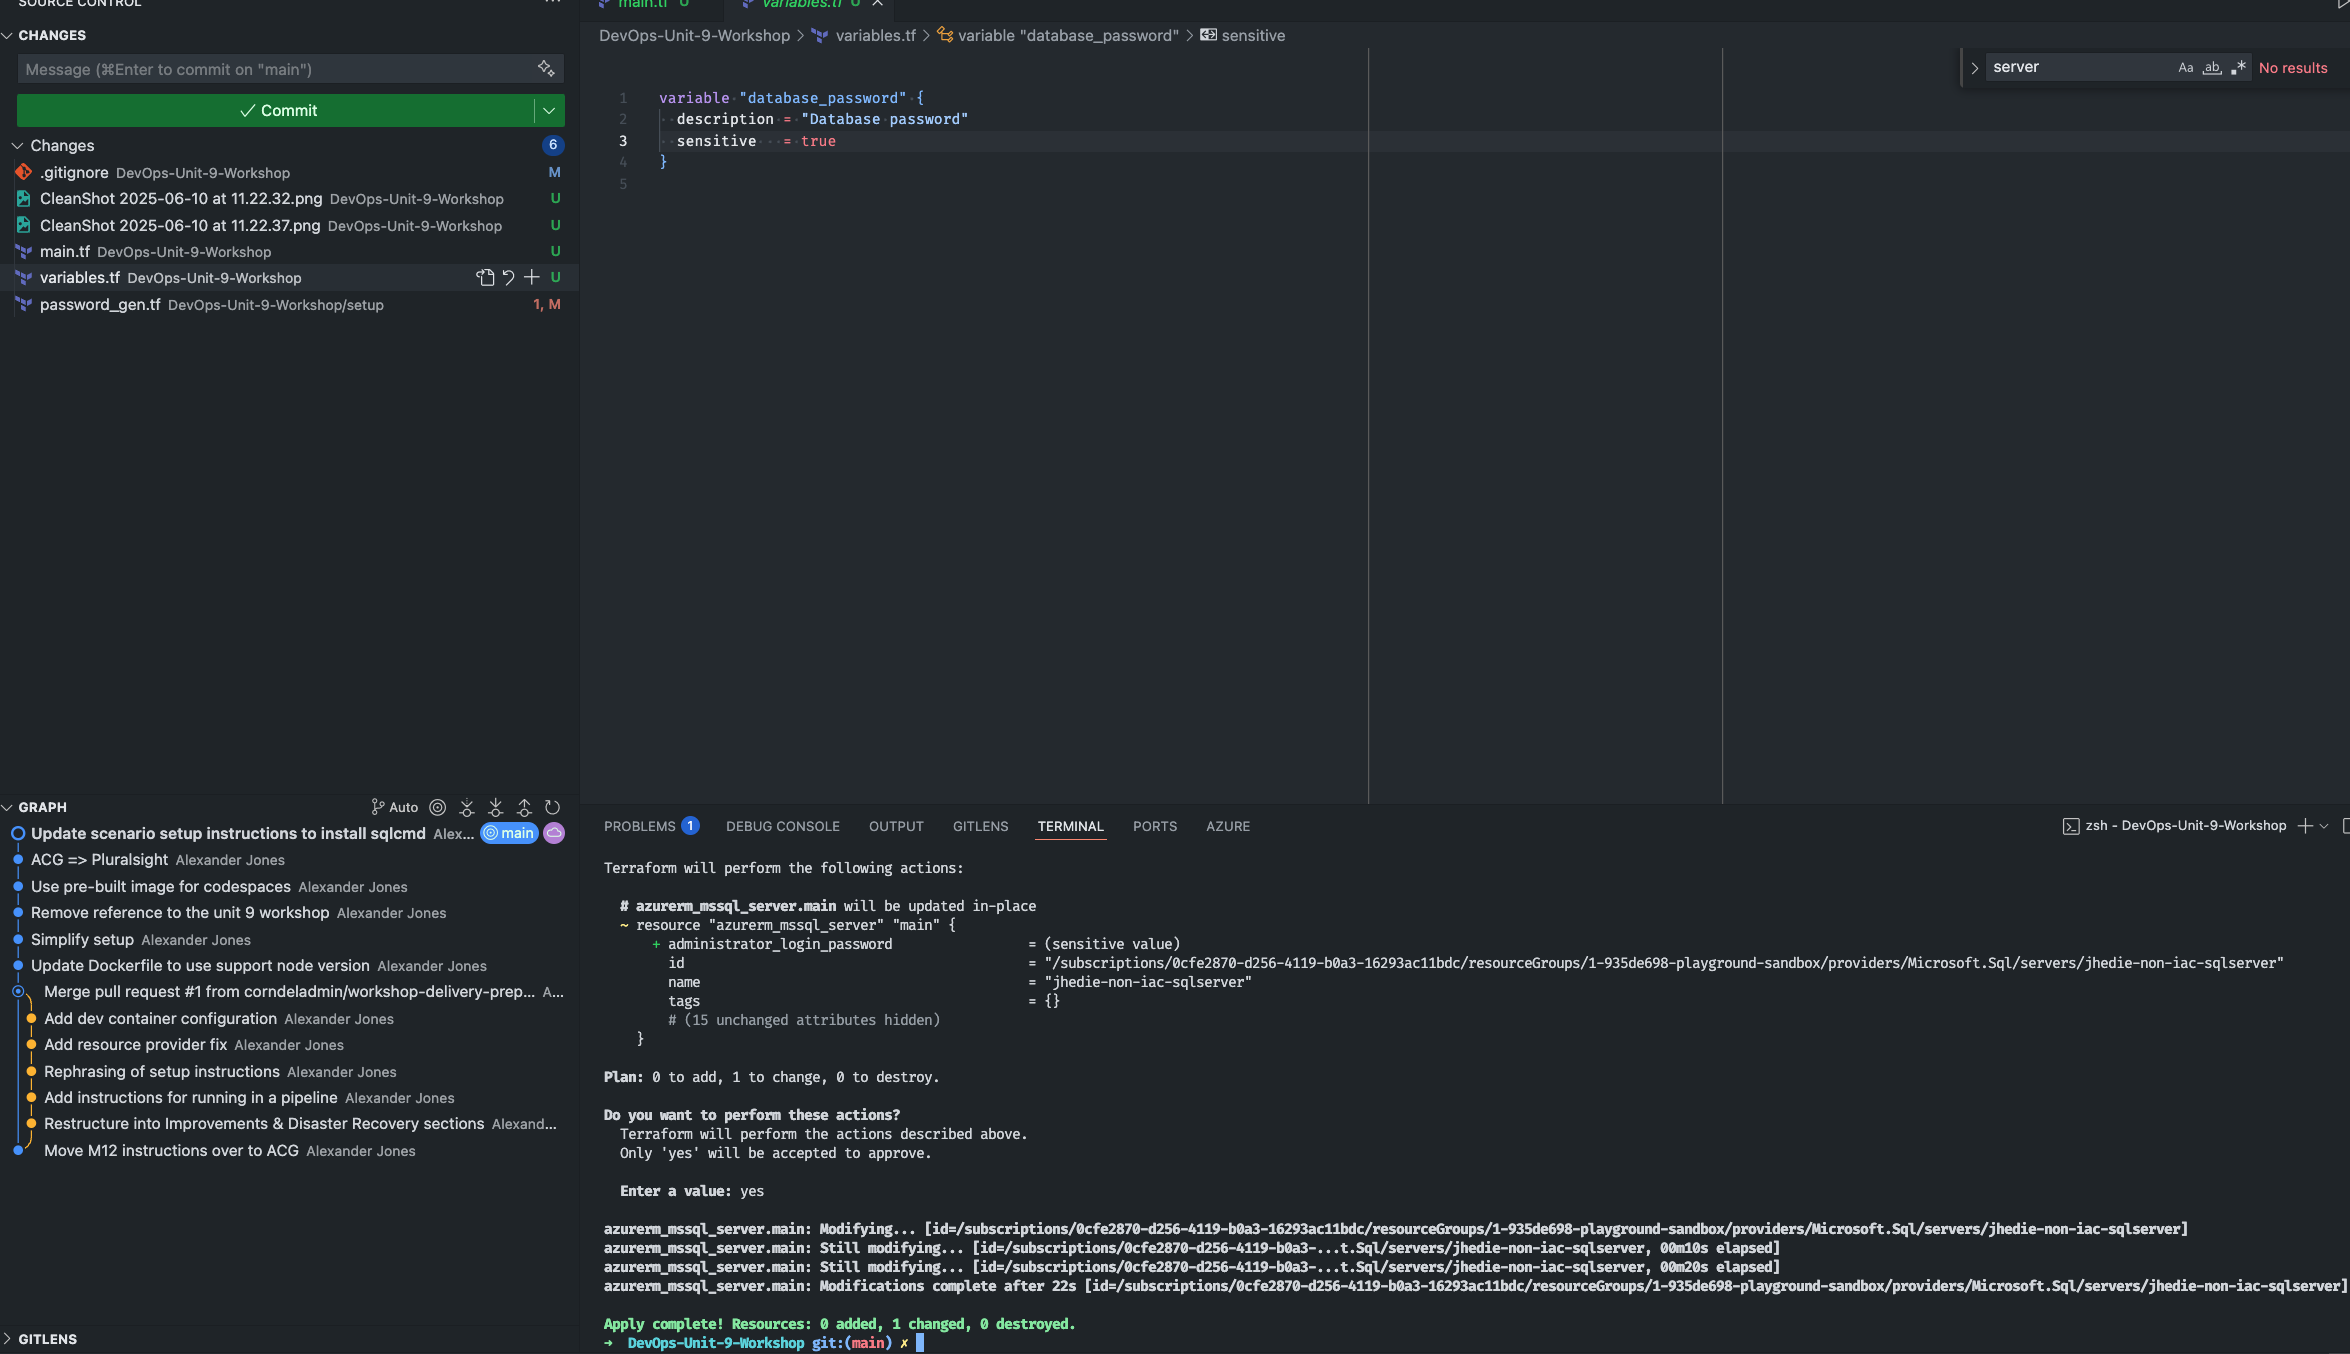 SOURCE CONTROL
CHANGES
Message (⌘Enter to commit on "main")
Commit
Changes 6
.gitignore DevOps-Unit-9-Workshop M
CleanShot 2025-06-10 at 11.22.32.png DevOps-Unit-9-Workshop U
CleanShot 2025-06-10 at 11.22.37.png DevOps-Unit-9-Workshop U
main.tf DevOps-Unit-9-Workshop U
variables.tf DevOps-Unit-9-Workshop U
password_gen.tf DevOps-Unit-9-Workshop/setup 1, M
GRAPH Auto
Update scenario setup instructions to install sqlcmd Alex... main
ACG => Pluralsight Alexander Jones
Use pre-built image for codespaces Alexander Jones
Remove reference to the unit 9 workshop Alexander Jones
Simplify setup Alexander Jones
Update Dockerfile to use support node version Alexander Jones
Merge pull request #1 from corndeladmin/workshop-delivery-prep... A...
Add dev container configuration Alexander Jones
Add resource provider fix Alexander Jones
Rephrasing of setup instructions Alexander Jones
Add instructions for running in a pipeline Alexander Jones
Restructure into Improvements & Disaster Recovery sections Alexand...
Move M12 instructions over to ACG Alexander Jones
GITLENS
main.tf U variables.tf U
DevOps-Unit-9-Workshop > variables.tf > variable "database_password" > sensitive
server Aa ab .* No results
1 variable "database_password" {
2 description = "Database password"
3 sensitive = true
4 }
5
PROBLEMS 1 DEBUG CONSOLE OUTPUT GITLENS TERMINAL PORTS AZURE zsh - DevOps-Unit-9-Workshop
Terraform will perform the following actions:
# azurerm_mssql_server.main will be updated in-place
~ resource "azurerm_mssql_server" "main" {
+ administrator_login_password = (sensitive value)
id = "/subscriptions/0cfe2870-d256-4119-b0a3-16293ac11bdc/resourceGroups/1-935de698-playground-sandbox/providers/Microsoft.Sql/servers/jhedie-non-iac-sqlserver"
name = "jhedie-non-iac-sqlserver"
tags = {}
# (15 unchanged attributes hidden)
}
Plan: 0 to add, 1 to change, 0 to destroy.
Do you want to perform these actions?
Terraform will perform the actions described above.
Only 'yes' will be accepted to approve.
Enter a value: yes
azurerm_mssql_server.main: Modifying... [id=/subscriptions/0cfe2870-d256-4119-b0a3-16293ac11bdc/resourceGroups/1-935de698-playground-sandbox/providers/Microsoft.Sql/servers/jhedie-non-iac-sqlserver]
azurerm_mssql_server.main: Still modifying... [id=/subscriptions/0cfe2870-d256-4119-b0a3-...t.Sql/servers/jhedie-non-iac-sqlserver, 00m10s elapsed]
azurerm_mssql_server.main: Still modifying... [id=/subscriptions/0cfe2870-d256-4119-b0a3-...t.Sql/servers/jhedie-non-iac-sqlserver, 00m20s elapsed]
azurerm_mssql_server.main: Modifications complete after 22s [id=/subscriptions/0cfe2870-d256-4119-b0a3-16293ac11bdc/resourceGroups/1-935de698-playground-sandbox/providers/Microsoft.Sql/servers/jhedie-non-iac-sqlserver]
Apply complete! Resources: 0 added, 1 changed, 0 destroyed.
→ DevOps-Unit-9-Workshop git:(main) ✗